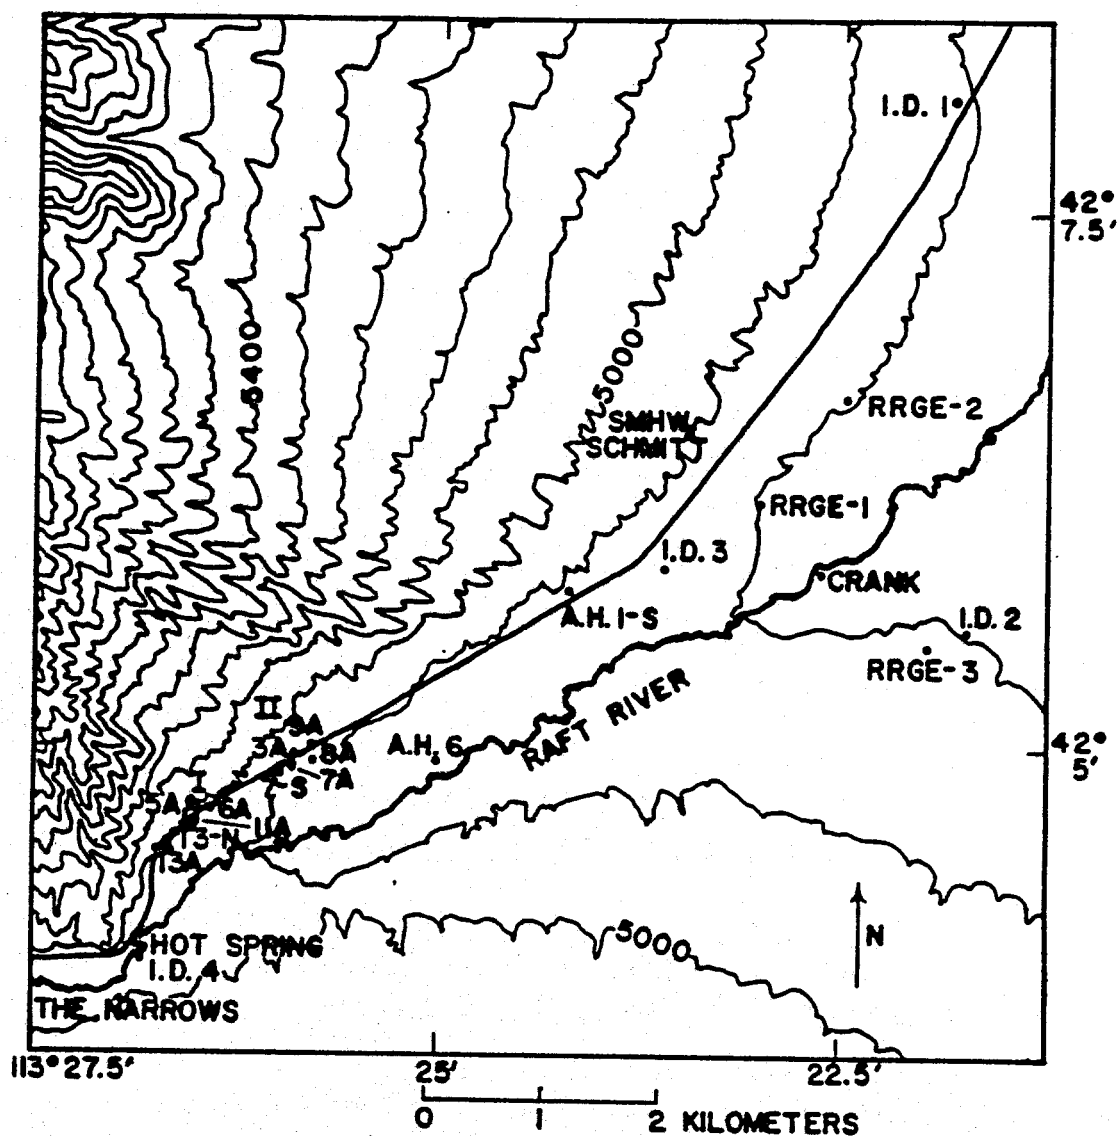 I.D. 1
42°
7.5'
5400
5000
SMHW
SCHMITT
RRGE-2
RRGE-1
I.D. 3
CRANK
A.H. 1-S
I.D. 2
RRGE-3
RAFT RIVER
II
9A
3A
8A
A.H. 6
7A
S
42°
5'
I
5A
6A
11A
13-N
13A
HOT SPRING
I.D. 4
5000
N
THE NARROWS
113° 27.5'
25'
22.5'
0
1
2 KILOMETERS